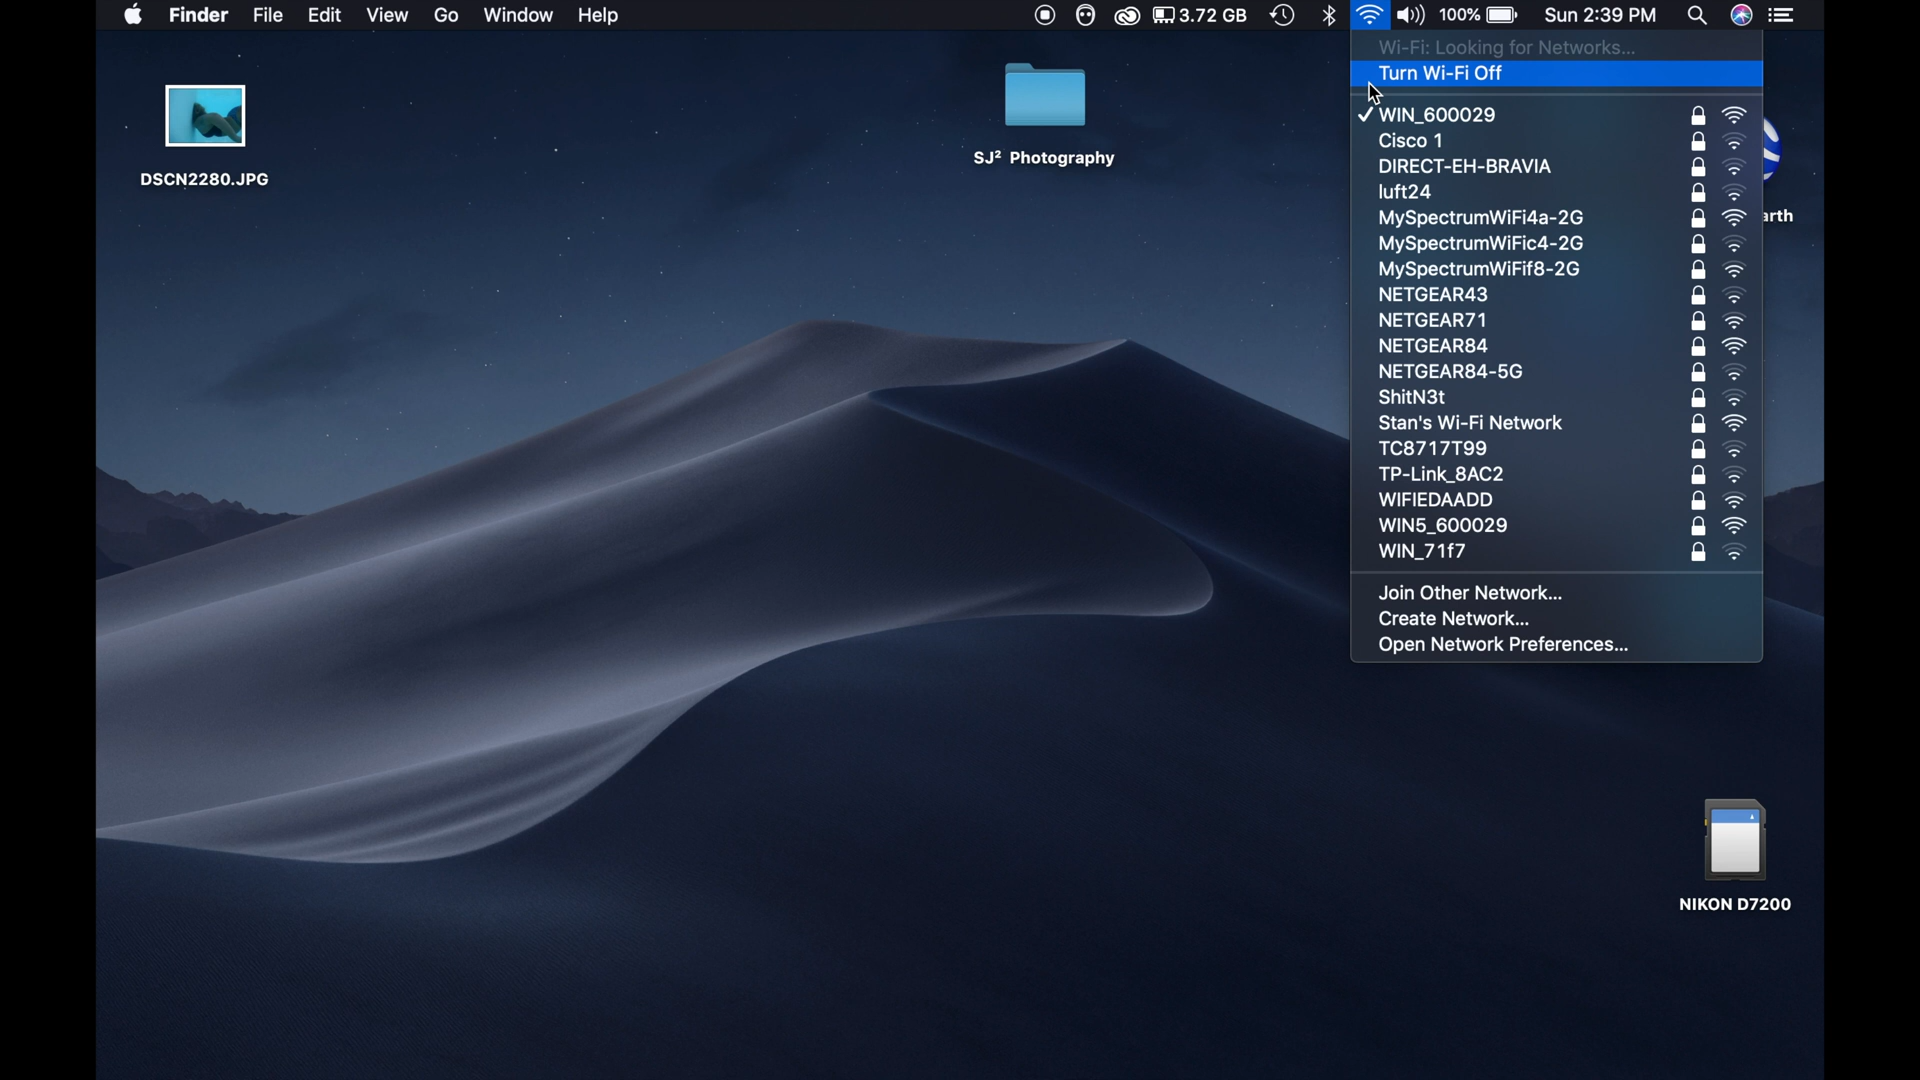 Finder File Edit View Go Window Help 3.72 GB 100% Sun 2:39 PM
Wi-Fi: Looking for Networks...
Turn Wi-Fi Off
WIN_600029
Cisco 1
DIRECT-EH-BRAVIA
luft24
MySpectrumWiFi4a-2G
MySpectrumWiFic4-2G
MySpectrumWiFif8-2G
NETGEAR43
NETGEAR71
NETGEAR84
NETGEAR84-5G
ShitN3t
Stan's Wi-Fi Network
TC8717T99
TP-Link_8AC2
WIFIEDAADD
WIN5_600029
WIN_71f7
Join Other Network...
Create Network...
Open Network Preferences...
DSCN2280.JPG
SJ² Photography
arth
NIKON D7200